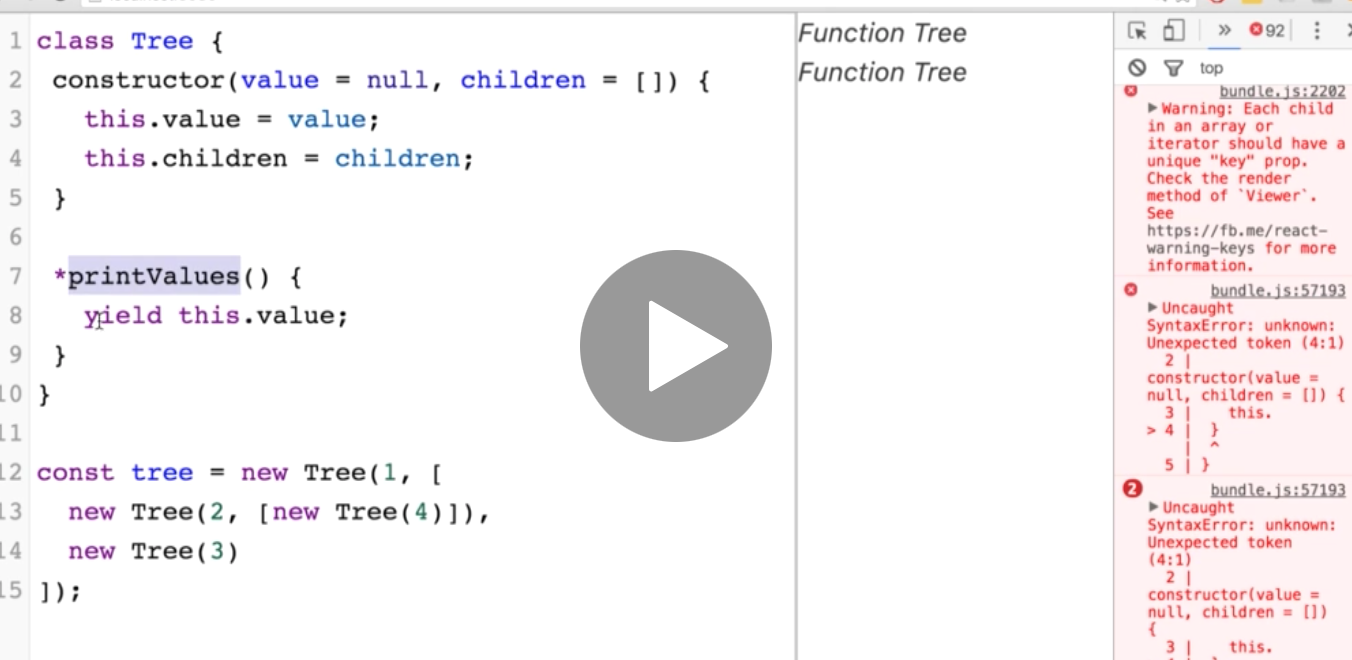 1 class Tree {
2 constructor(value = null, children = []) {
3 this.value = value;
4 this.children = children;
5 }
6
7 *printValues() {
8 yield this.value;
9 }
10 }
11
12 const tree = new Tree(1, [
13 new Tree(2, [new Tree(4)]),
14 new Tree(3)
15 ]);
Function Tree
Function Tree
» 92
top
bundle.js:2202
Warning: Each child
in an array or
iterator should have a
unique "key" prop.
Check the render
method of `Viewer`.
See
https://fb.me/react-
warning-keys for more
information.
bundle.js:57193
Uncaught
SyntaxError: unknown:
Unexpected token (4:1)
2 |
constructor(value =
null, children = []) {
3 | this.
> 4 | }
| ^
5 | }
2 bundle.js:57193
Uncaught
SyntaxError: unknown:
Unexpected token
(4:1)
2 |
constructor(value =
null, children = [])
{
3 | this.